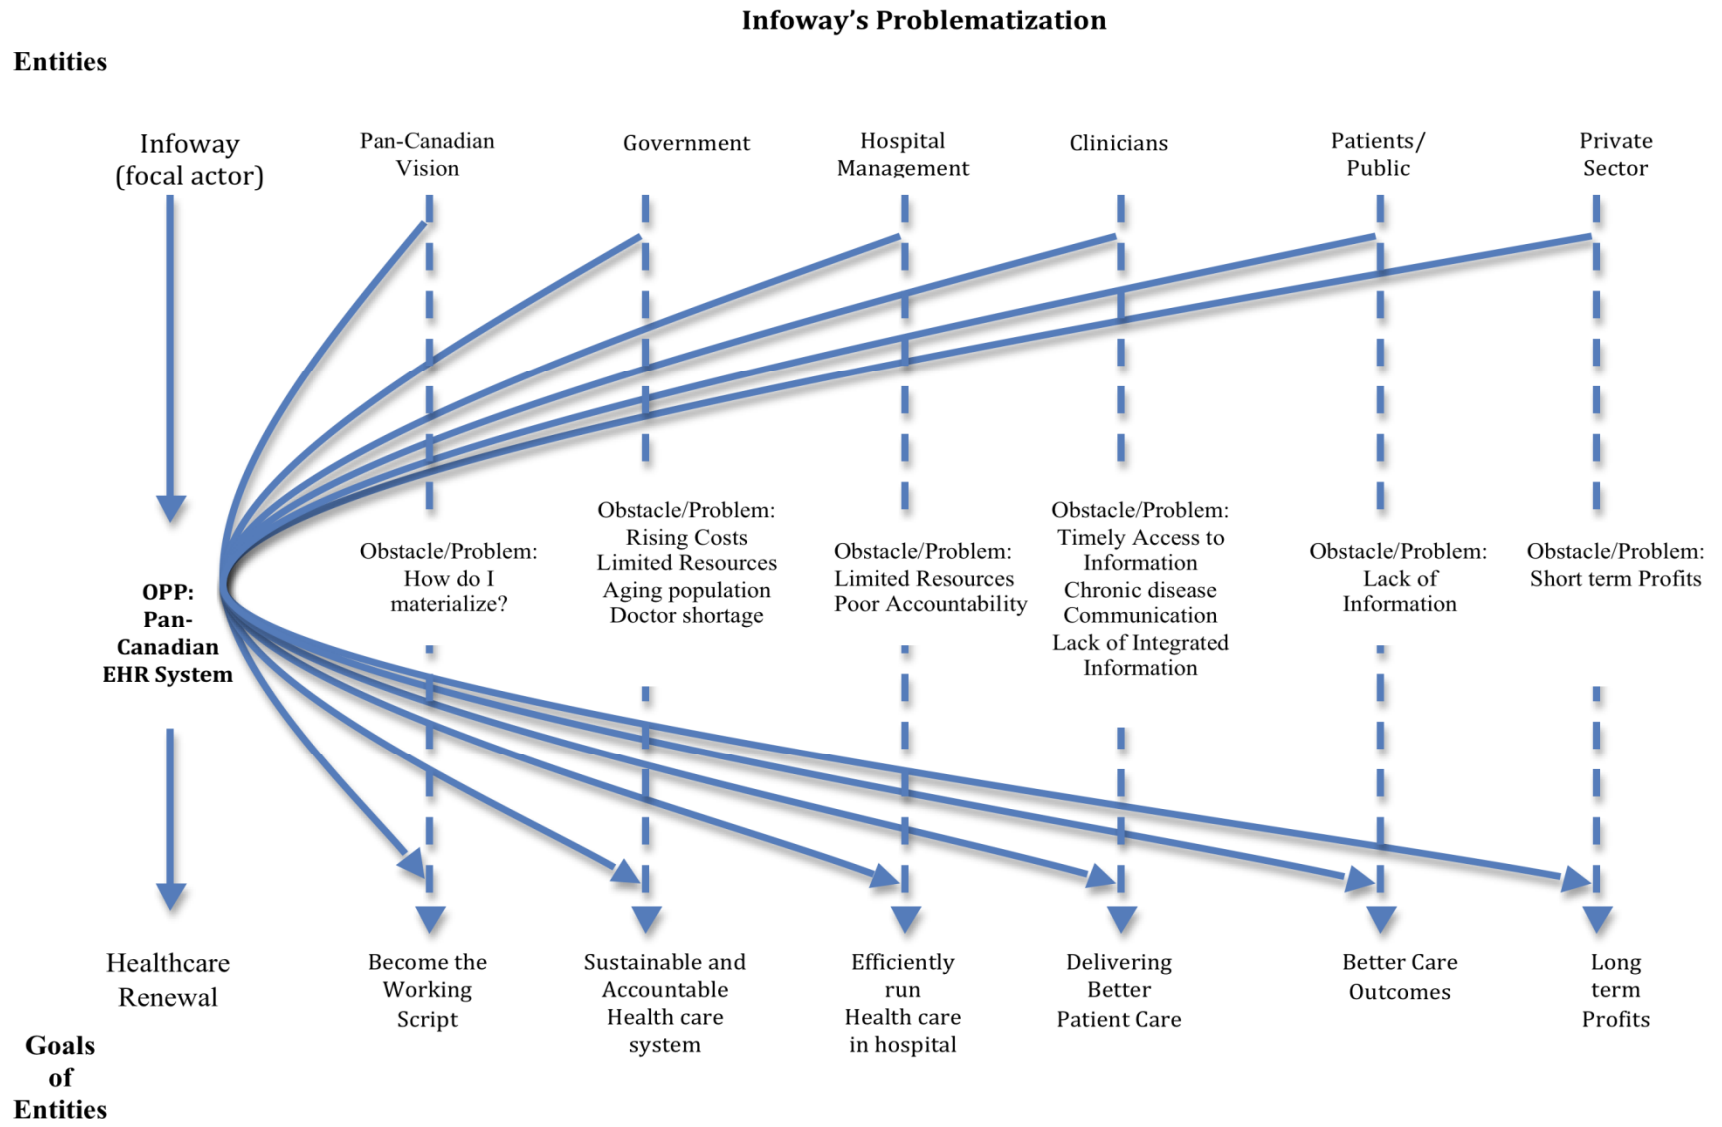 Infoway’s Problematization
Entities
Infoway
(focal actor)
Pan-Canadian
Vision
Government
Hospital
Management
Clinicians
Patients/
Public
Private
Sector
OPP:
Pan-
Canadian
EHR System
Obstacle/Problem:
How do I
materialize?
Obstacle/Problem:
Rising Costs
Limited Resources
Aging population
Doctor shortage
Obstacle/Problem:
Limited Resources
Poor Accountability
Obstacle/Problem:
Timely Access to
Information
Chronic disease
Communication
Lack of Integrated
Information
Obstacle/Problem:
Lack of
Information
Obstacle/Problem:
Short term Profits
Healthcare
Renewal
Become the
Working
Script
Sustainable and
Accountable
Health care
system
Efficiently
run
Health care
in hospital
Delivering
Better
Patient Care
Better Care
Outcomes
Long
term
Profits
Goals
of
Entities